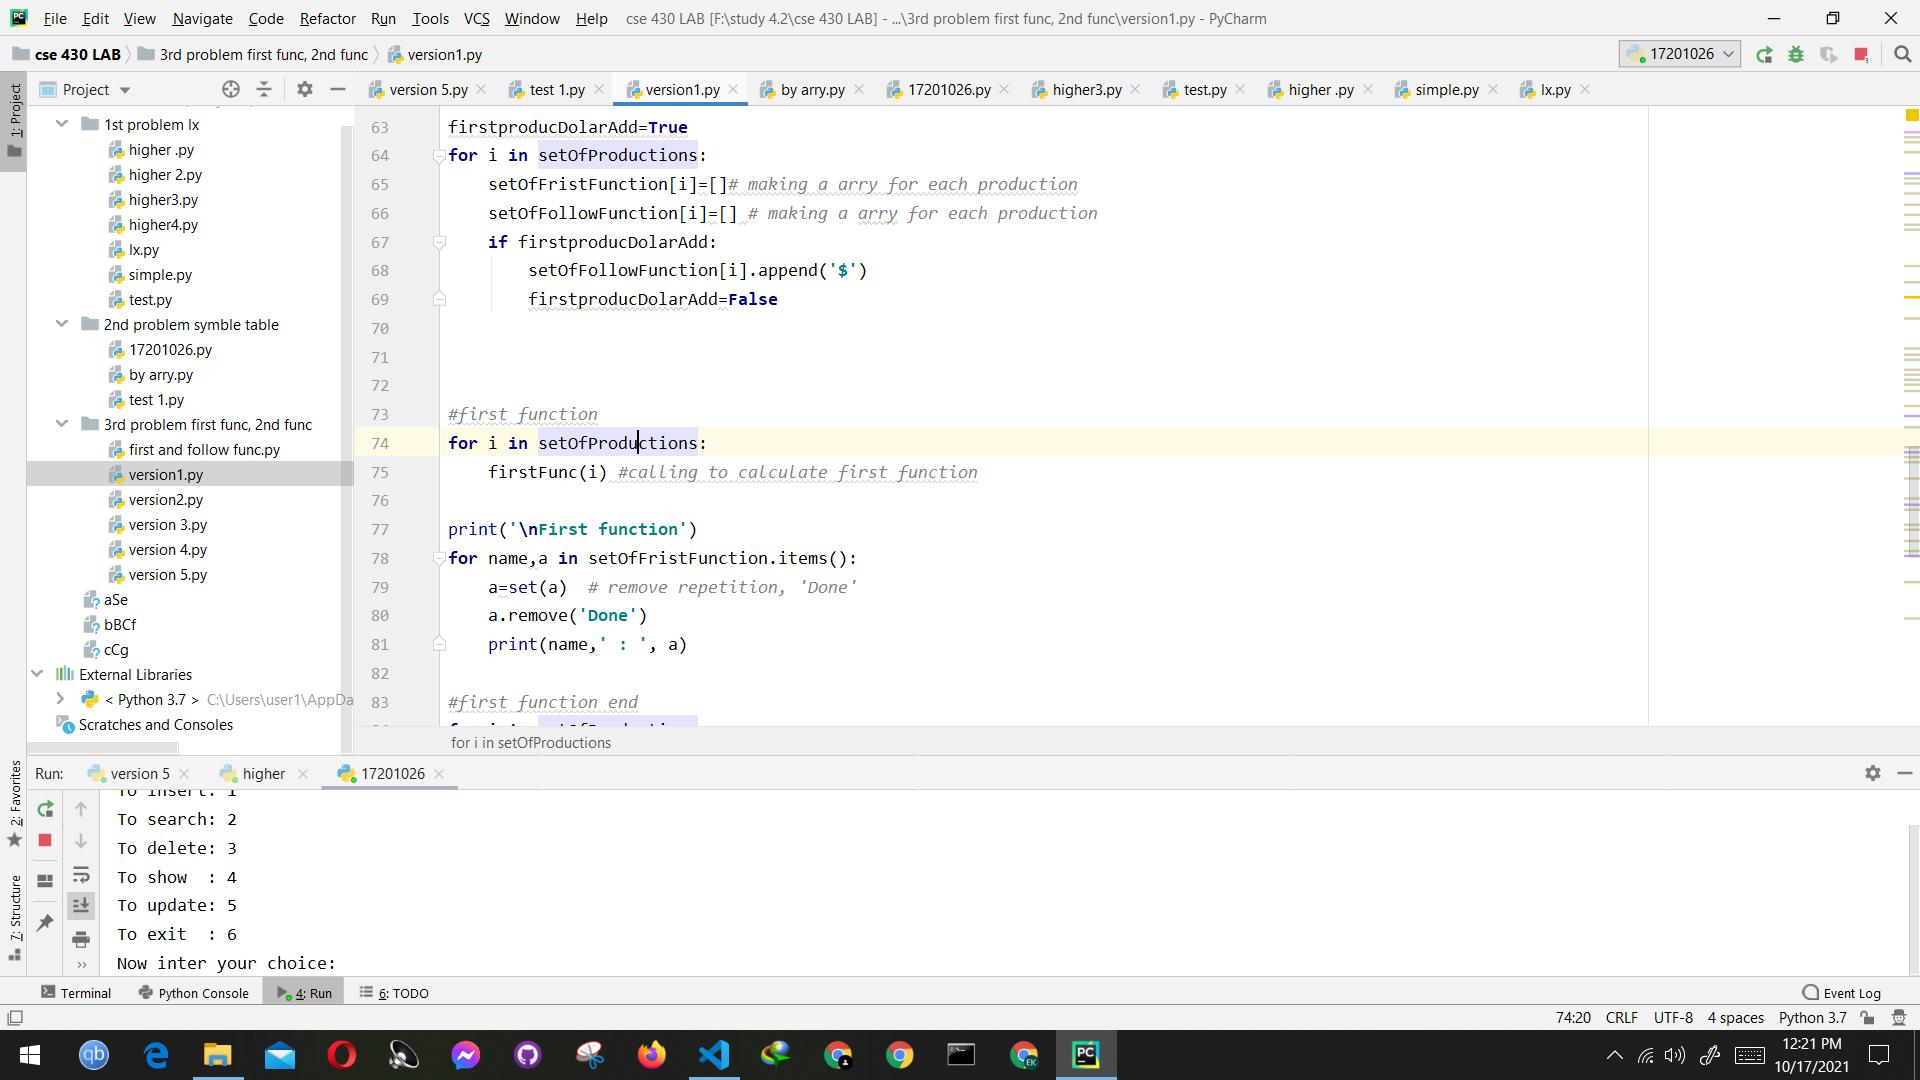 File Edit View Navigate Code Refactor Run Tools VCS Window Help cse 430 LAB [F:\study 4.2\cse 430 LAB] - ...\3rd problem first func, 2nd func\version1.py - PyCharm
cse 430 LAB 3rd problem first func, 2nd func version1.py 17201026
Project version 5.py test 1.py version1.py by arry.py 17201026.py higher3.py test.py higher .py simple.py lx.py
1: Project
1st problem lx
higher .py
higher 2.py
higher3.py
higher4.py
lx.py
simple.py
test.py
2nd problem symble table
17201026.py
by arry.py
test 1.py
3rd problem first func, 2nd func
first and follow func.py
version1.py
version2.py
version 3.py
version 4.py
version 5.py
aSe
bBCf
cCg
External Libraries
< Python 3.7 > C:\Users\user1\AppDa
Scratches and Consoles
63 firstproducDolarAdd=True
64 for i in setOfProductions:
65 setOfFristFunction[i]=[]# making a arry for each production
66 setOfFollowFunction[i]=[] # making a arry for each production
67 if firstproducDolarAdd:
68 setOfFollowFunction[i].append('$')
69 firstproducDolarAdd=False
70
71
72
73 #first function
74 for i in setOfProductions:
75 firstFunc(i) #calling to calculate first function
76
77 print('\nFirst function')
78 for name,a in setOfFristFunction.items():
79 a=set(a) # remove repetition, 'Done'
80 a.remove('Done')
81 print(name,' : ', a)
82
83 #first function end
for i in setOfProductions
2: Favorites
7: Structure
Run: version 5 higher 17201026
To insert: 1
To search: 2
To delete: 3
To show : 4
To update: 5
To exit : 6
Now inter your choice:
Terminal Python Console 4: Run 6: TODO Event Log
74:20 CRLF UTF-8 4 spaces Python 3.7
12:21 PM
10/17/2021